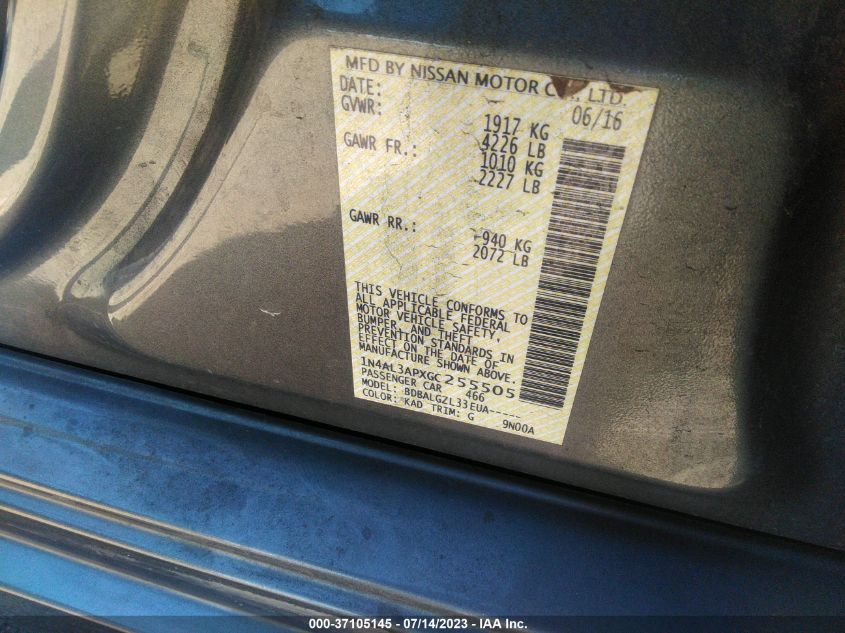 MFD BY NISSAN MOTOR LTD.
DATE: 06/16
GVWR: 1917 KG
4226 LB
GAWR FR.: 1010 KG
2227 LB
GAWR RR.: 940 KG
2072 LB
THIS VEHICLE CONFORMS TO
ALL APPLICABLE FEDERAL
MOTOR VEHICLE SAFETY,
BUMPER, AND THEFT
PREVENTION STANDARDS IN
EFFECT ON THE DATE OF
MANUFACTURE SHOWN ABOVE.
1N4AL3APXGC255505
PASSENGER CAR 466
MODEL: BDBALGZL33EUA-----
COLOR: KAD TRIM: G 9N00A
000-37105145 - 07/14/2023 - IAA Inc.